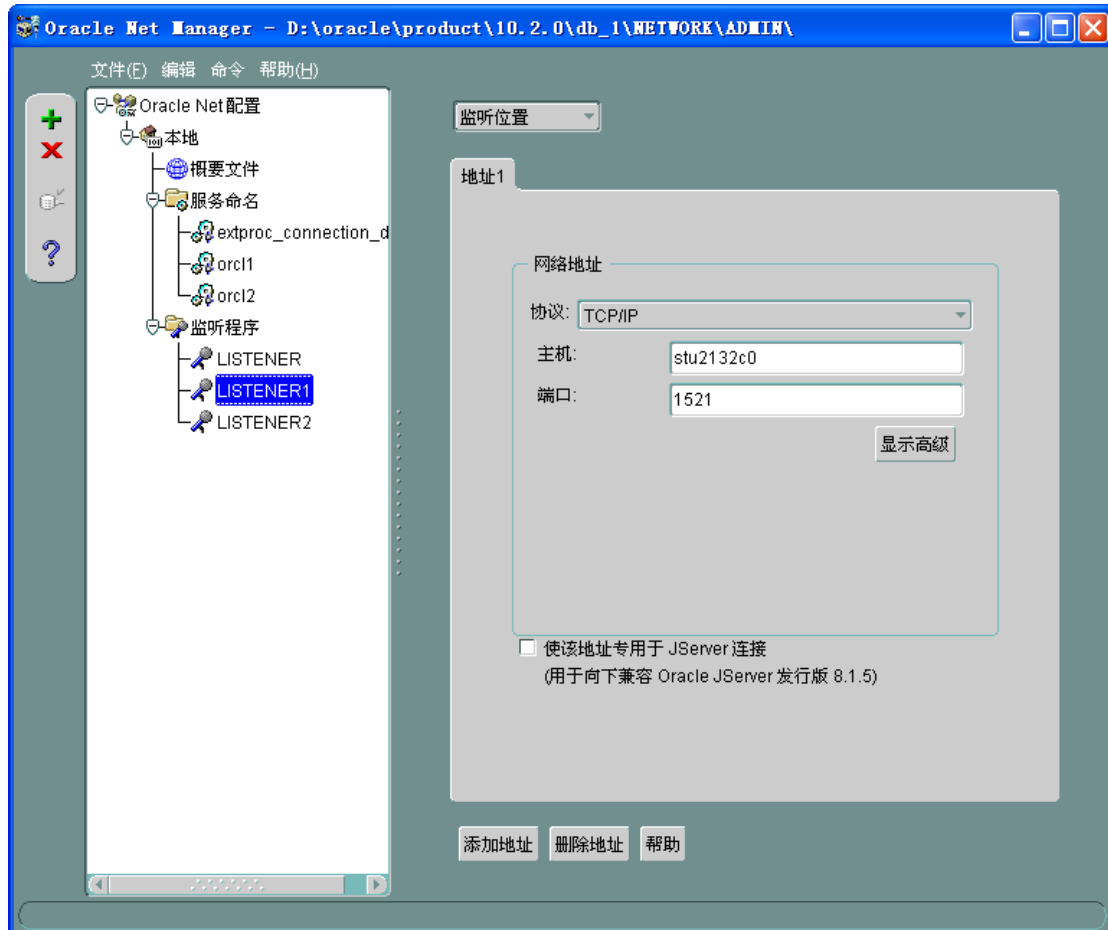 Oracle Net Manager - D:\oracle\product\10.2.0\db_1\NETWORK\ADMIN\
文件(F) 编辑 命令 帮助(H)
Oracle Net 配置
本地
概要文件
服务命名
extproc_connection_d
orcl1
orcl2
监听程序
LISTENER
LISTENER1
LISTENER2
监听位置
地址1
网络地址
协议: TCP/IP
主机: stu2132c0
端口: 1521
显示高级
使该地址专用于 JServer 连接
(用于向下兼容 Oracle JServer 发行版 8.1.5)
添加地址 删除地址 帮助